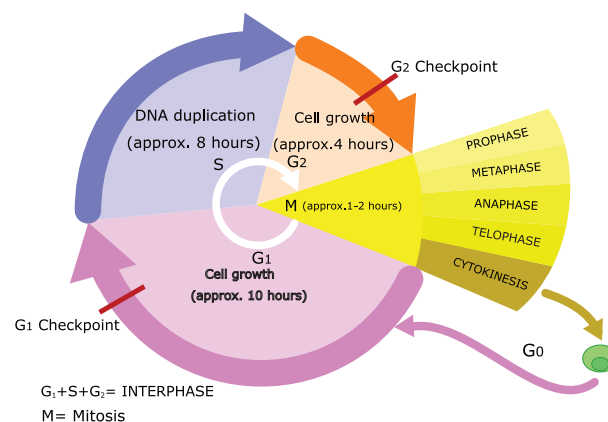 G2 Checkpoint
DNA duplication
(approx. 8 hours)
S
Cell growth
(approx.4 hours)
G2
PROPHASE
METAPHASE
ANAPHASE
TELOPHASE
CYTOKINESIS
M (approx.1-2 hours)
G1
Cell growth
(approx. 10 hours)
G1 Checkpoint
G0
G₁+S+G₂= INTERPHASE
M= Mitosis